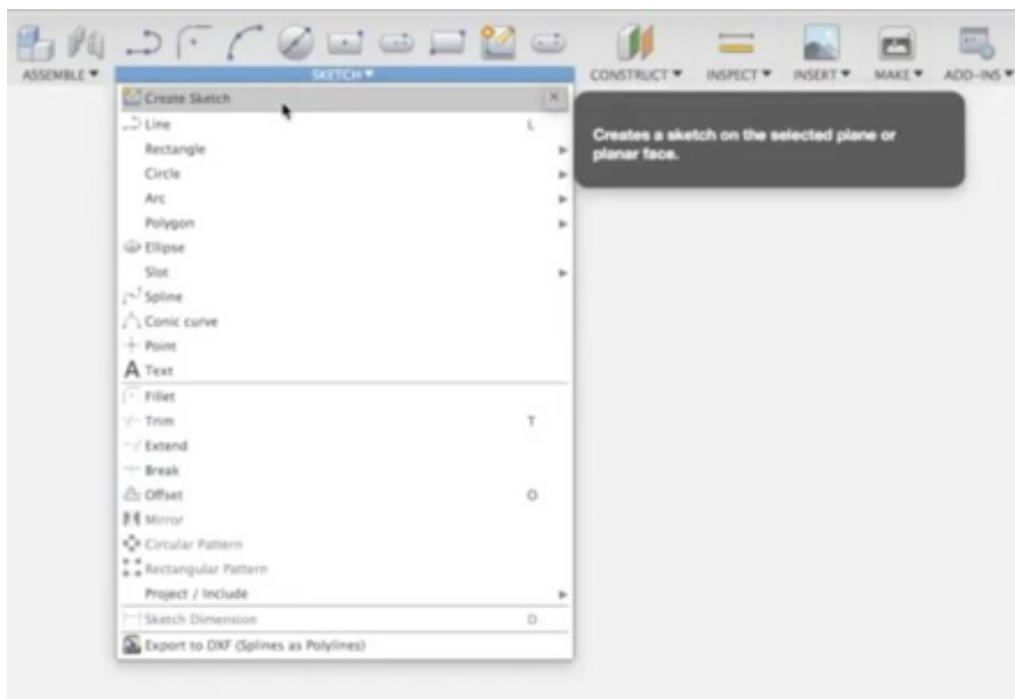 ASSEMBLE
SKETCH
CONSTRUCT
INSPECT
INSERT
MAKE
ADD-INS
Create Sketch
Line L
Rectangle
Circle
Arc
Polygon
Ellipse
Slot
Spline
Conic curve
Point
A Text
Fillet
Trim T
Extend
Break
Offset O
Mirror
Circular Pattern
Rectangular Pattern
Project / Include
Sketch Dimension D
Export to DXF (Splines as Polylines)
Creates a sketch on the selected plane or
planar face.